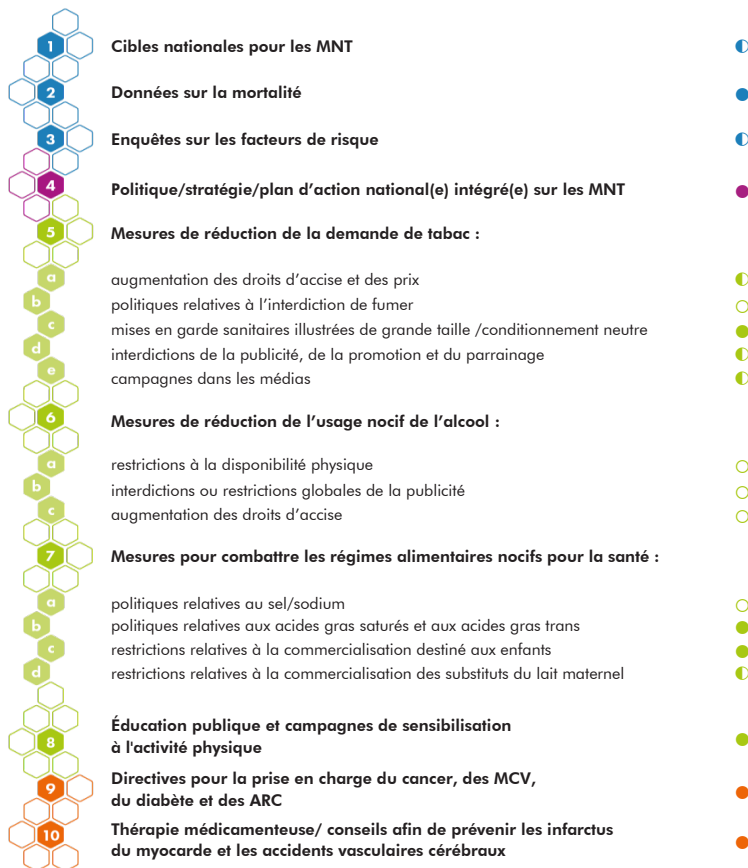 1 Cibles nationales pour les MNT
2 Données sur la mortalité
3 Enquêtes sur les facteurs de risque
4 Politique/stratégie/plan d'action national(e) intégré(e) sur les MNT
5 Mesures de réduction de la demande de tabac :
a augmentation des droits d'accise et des prix
b politiques relatives à l'interdiction de fumer
c mises en garde sanitaires illustrées de grande taille /conditionnement neutre
d interdictions de la publicité, de la promotion et du parrainage
e campagnes dans les médias
6 Mesures de réduction de l'usage nocif de l'alcool :
a restrictions à la disponibilité physique
b interdictions ou restrictions globales de la publicité
c augmentation des droits d'accise
7 Mesures pour combattre les régimes alimentaires nocifs pour la santé :
a politiques relatives au sel/sodium
b politiques relatives aux acides gras saturés et aux acides gras trans
c restrictions relatives à la commercialisation destiné aux enfants
d restrictions relatives à la commercialisation des substituts du lait maternel
8 Éducation publique et campagnes de sensibilisation
à l'activité physique
9 Directives pour la prise en charge du cancer, des MCV,
du diabète et des ARC
10 Thérapie médicamenteuse/ conseils afin de prévenir les infarctus
du myocarde et les accidents vasculaires cérébraux